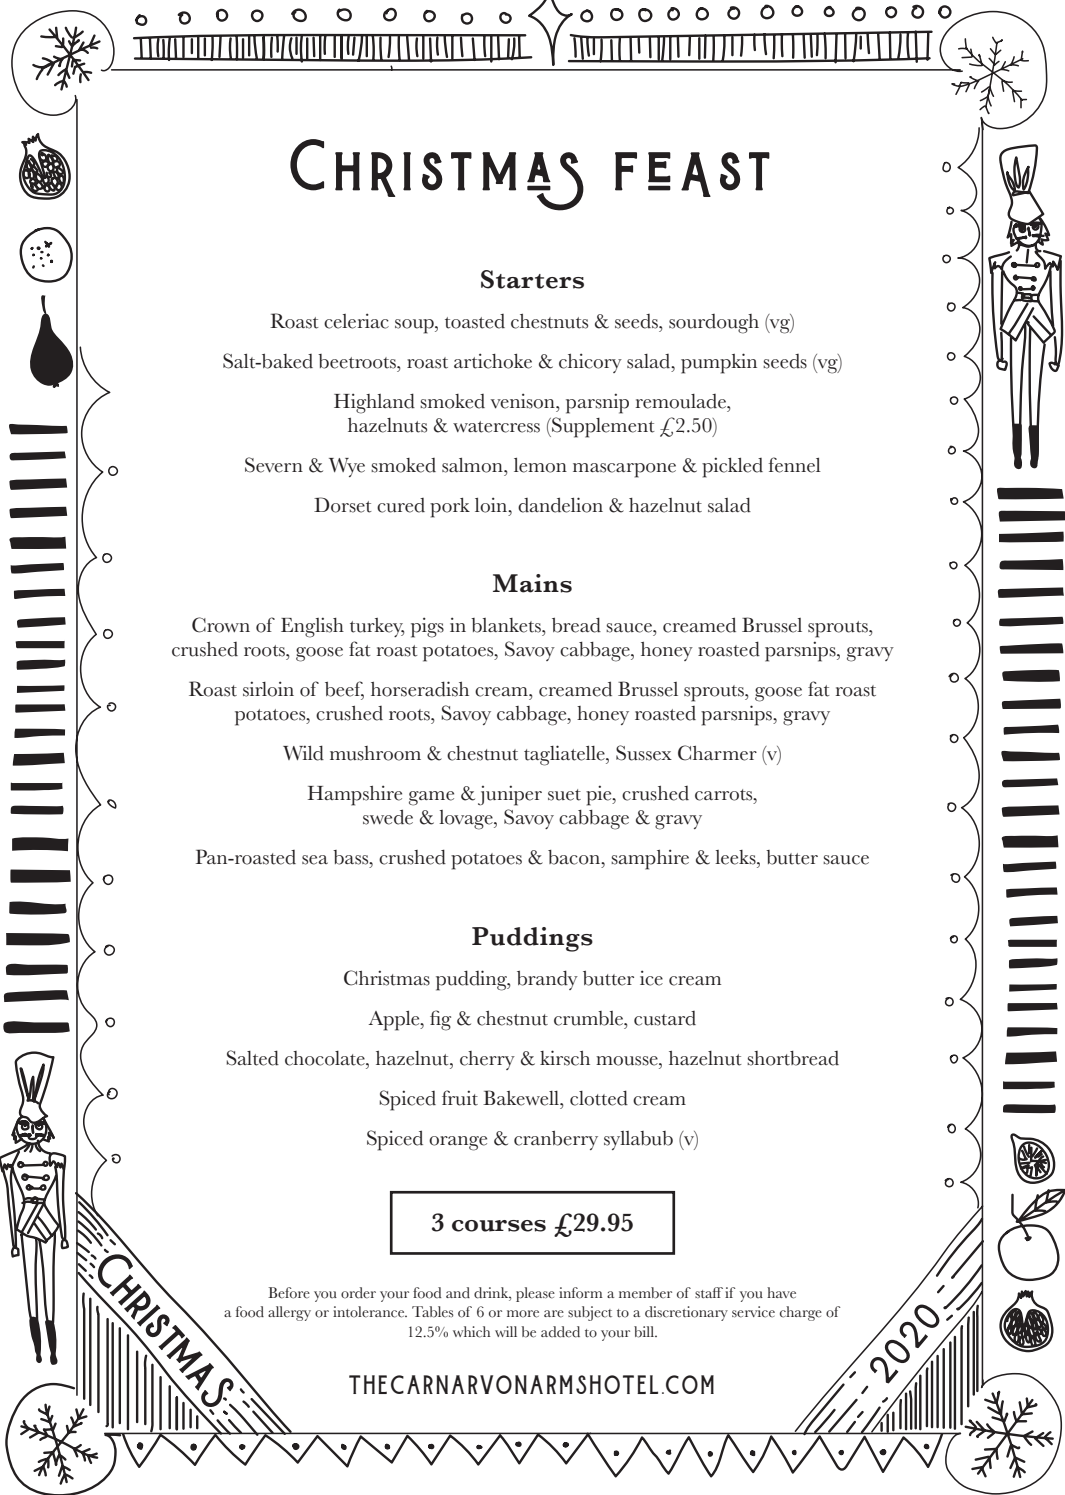 Christmas feast
Starters
Roast celeriac soup, toasted chestnuts & seeds, sourdough (vg)
Salt-baked beetroots, roast artichoke & chicory salad, pumpkin seeds (vg)
Highland smoked venison, parsnip remoulade,
hazelnuts & watercress (Supplement £2.50)
Severn & Wye smoked salmon, lemon mascarpone & pickled fennel
Dorset cured pork loin, dandelion & hazelnut salad
Mains
Crown of English turkey, pigs in blankets, bread sauce, creamed Brussel sprouts,
crushed roots, goose fat roast potatoes, Savoy cabbage, honey roasted parsnips, gravy
Roast sirloin of beef, horseradish cream, creamed Brussel sprouts, goose fat roast
potatoes, crushed roots, Savoy cabbage, honey roasted parsnips, gravy
Wild mushroom & chestnut tagliatelle, Sussex Charmer (v)
Hampshire game & juniper suet pie, crushed carrots,
swede & lovage, Savoy cabbage & gravy
Pan-roasted sea bass, crushed potatoes & bacon, samphire & leeks, butter sauce
Puddings
Christmas pudding, brandy butter ice cream
Apple, fig & chestnut crumble, custard
Salted chocolate, hazelnut, cherry & kirsch mousse, hazelnut shortbread
Spiced fruit Bakewell, clotted cream
Spiced orange & cranberry syllabub (v)
3 courses £29.95
Before you order your food and drink, please inform a member of staff if you have
a food allergy or intolerance. Tables of 6 or more are subject to a discretionary service charge of
12.5% which will be added to your bill.
Christmas
2020
THECARNARVONARMSHOTEL.COM